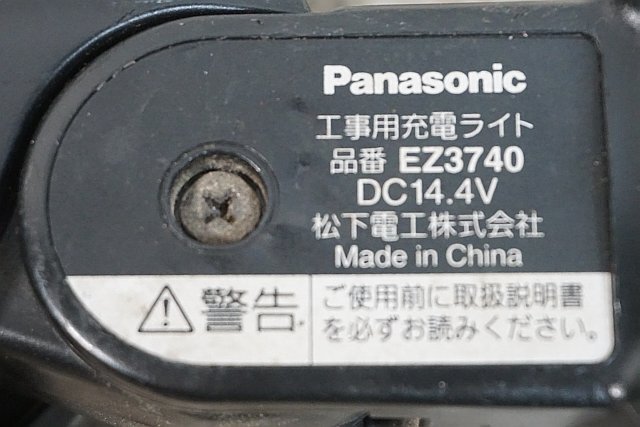 Panasonic
工事用充電ライト
品番 EZ3740
DC14.4V
松下電工株式会社
Made in China
警告
ご使用前に取扱説明書
を必ずお読みください。